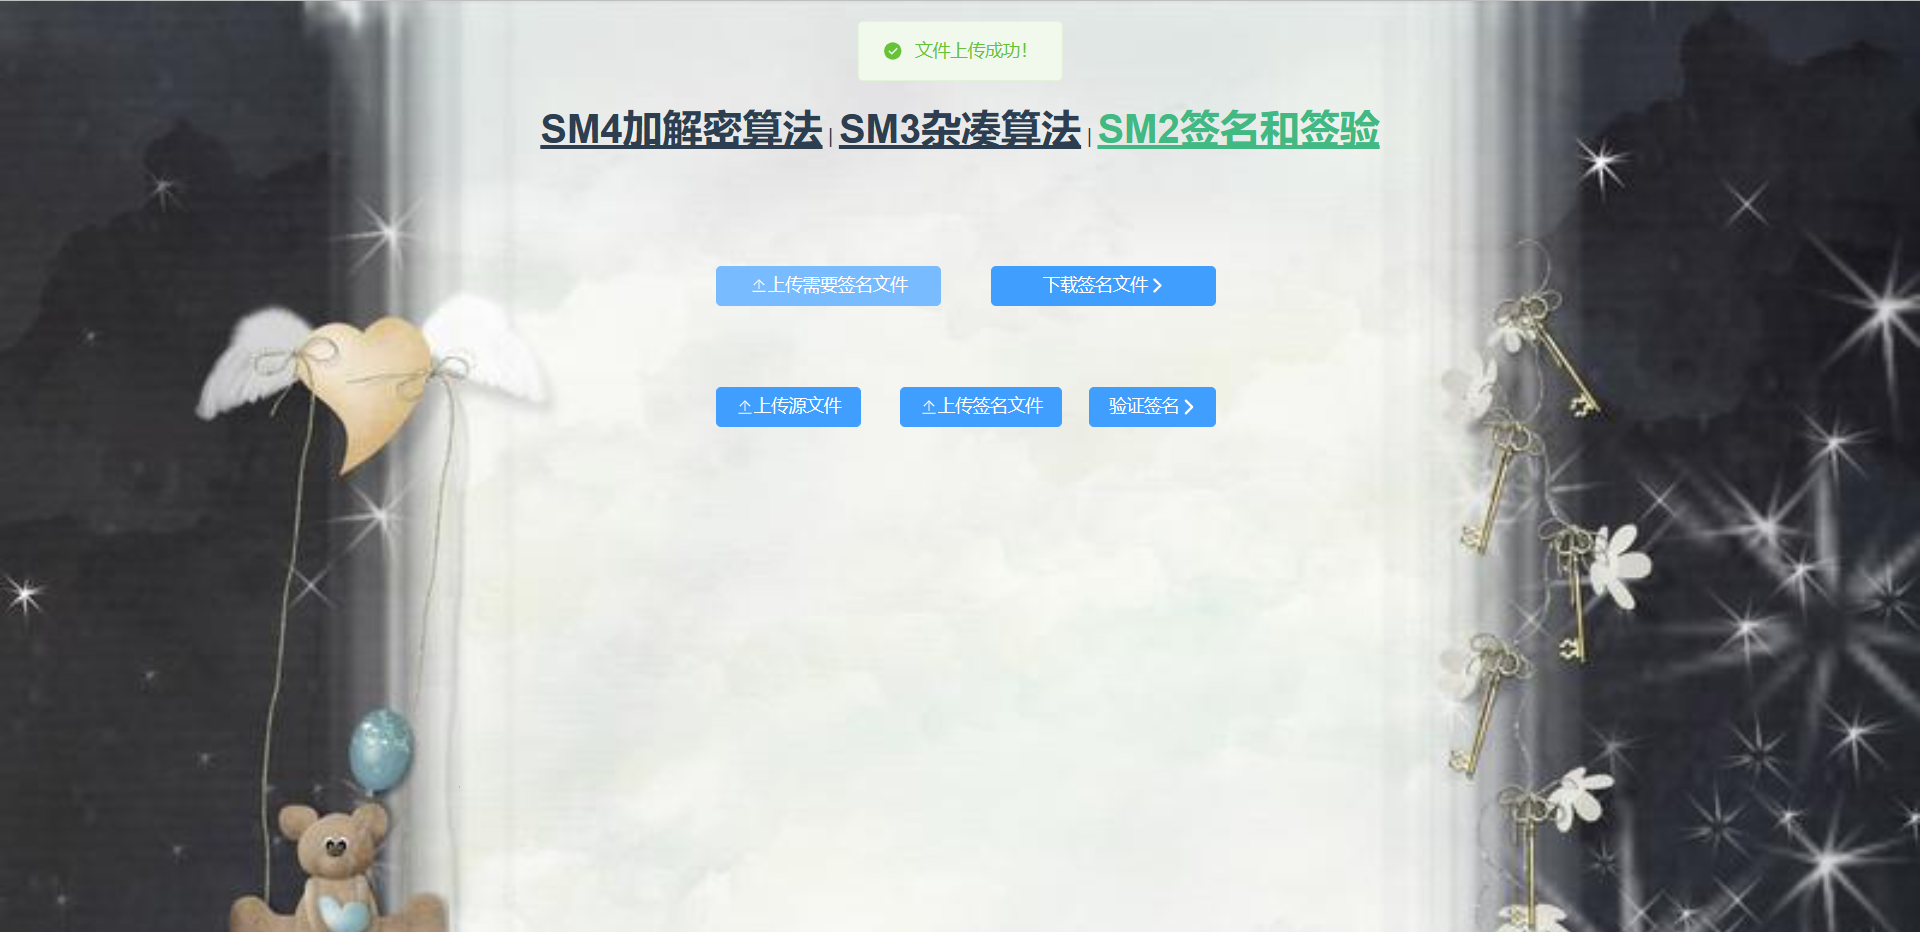 文件上传成功！
SM4加解密算法 | SM3杂凑算法 | SM2签名和签验
上传需要签名文件 下载签名文件
上传源文件 上传签名文件 验证签名